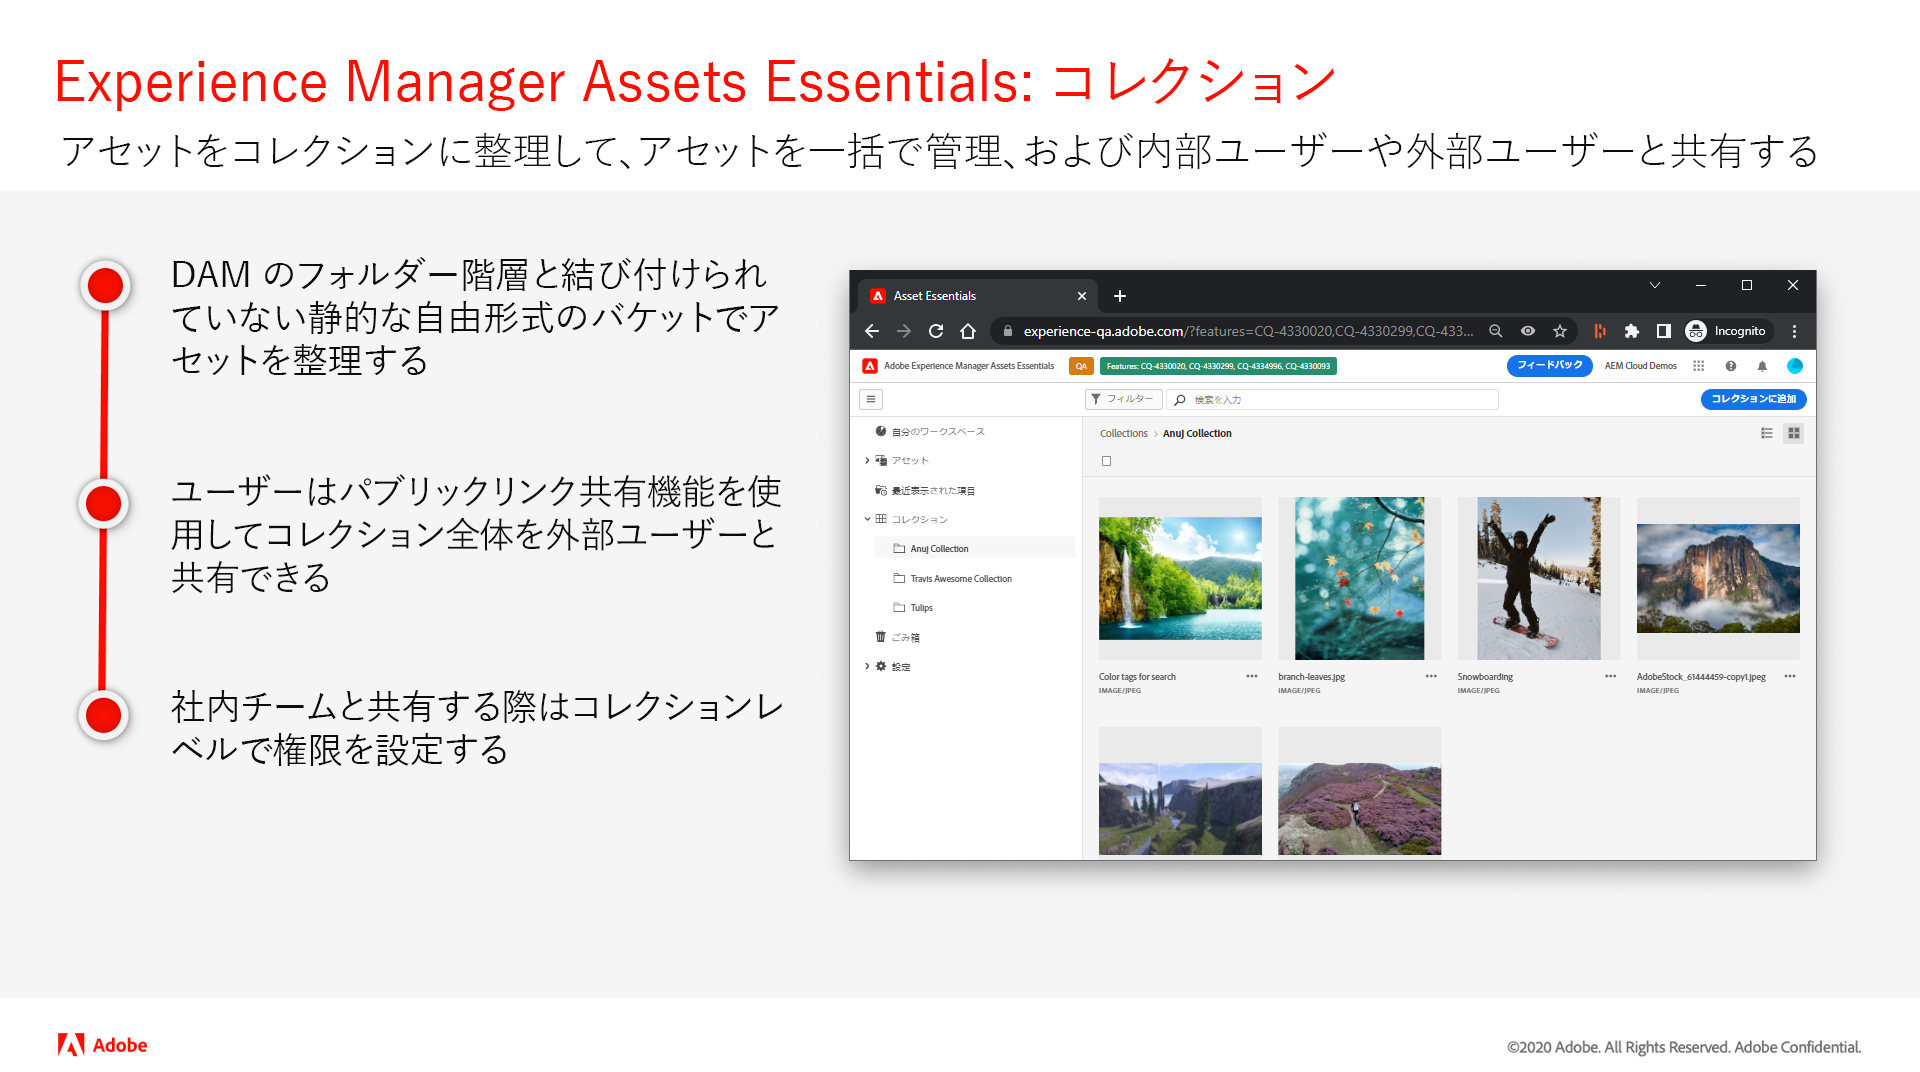 Experience Manager Assets Essentials: コレクション
アセットをコレクションに整理して、アセットを一括で管理、および内部ユーザーや外部ユーザーと共有する
DAM のフォルダー階層と結び付けられ
ていない静的な自由形式のバケットでア
セットを整理する
ユーザーはパブリックリンク共有機能を使
用してコレクション全体を外部ユーザーと
共有できる
社内チームと共有する際はコレクションレ
ベルで権限を設定する
Asset Essentials
experience-qa.adobe.com/?features=CQ-4330020,CQ-4330299,CQ-433...
Incognito
Adobe Experience Manager Assets Essentials
QA
Features: CQ-4330020, CQ-4330299, CQ-4334996, CQ-4330093
フィードバック
AEM Cloud Demos
フィルター
検索を入力
コレクションに追加
自分のワークスペース
アセット
最近表示された項目
コレクション
Anuj Collection
Travis Awesome Collection
Tulips
ごみ箱
設定
Collections > Anuj Collection
Color tags for search
IMAGE/JPEG
branch-leaves.jpg
IMAGE/JPEG
Snowboarding
IMAGE/JPEG
AdobeStock_61444459-copy1.jpeg
IMAGE/JPEG
Adobe
©2020 Adobe. All Rights Reserved. Adobe Confidential.